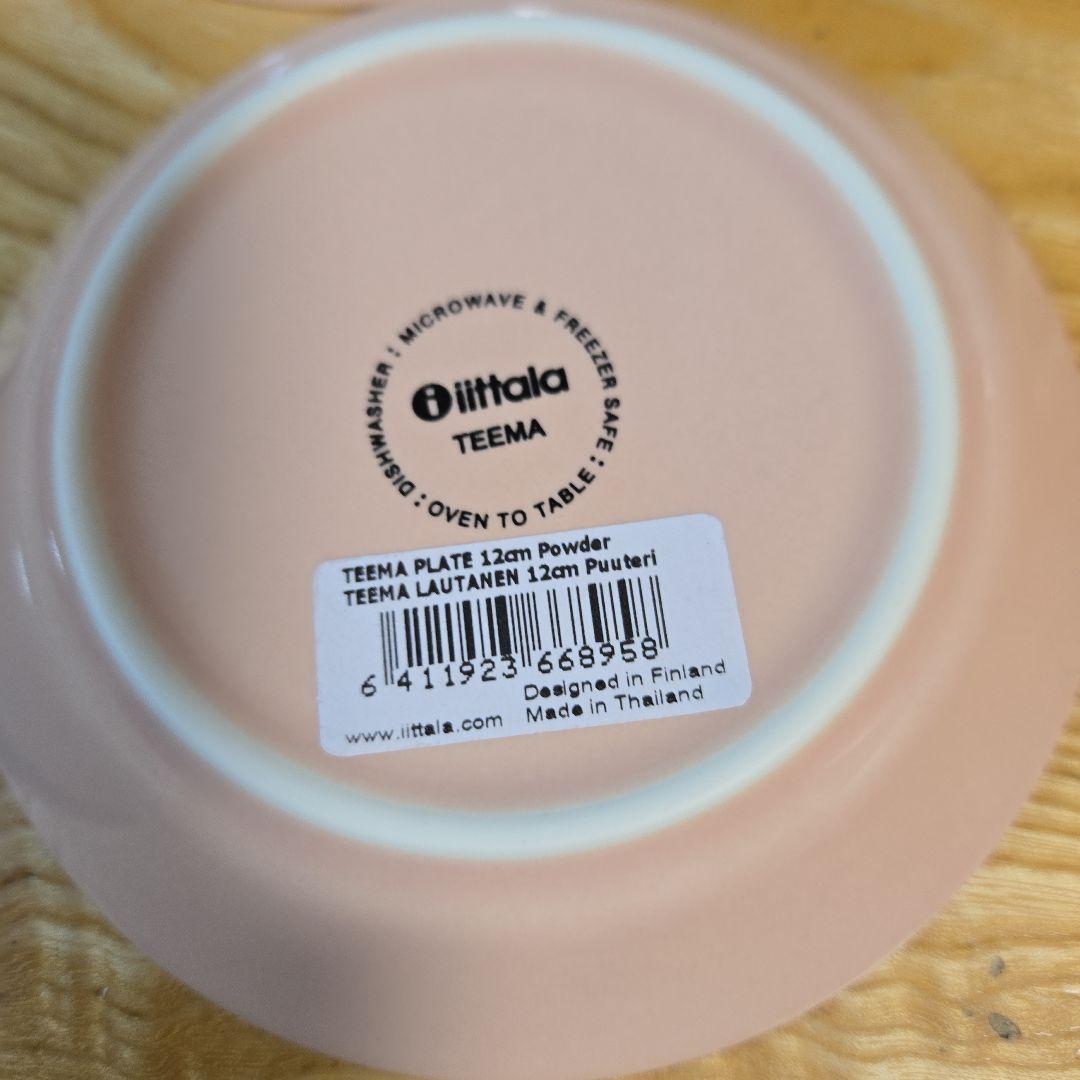 DISHWASHER : MICROWAVE & FREEZER SAFE :
OVEN TO TABLE :
i iittala
TEEMA
TEEMA PLATE 12cm Powder
TEEMA LAUTANEN 12cm Puuteri
6 411923 668958
Designed in Finland
www.iittala.com Made in Thailand